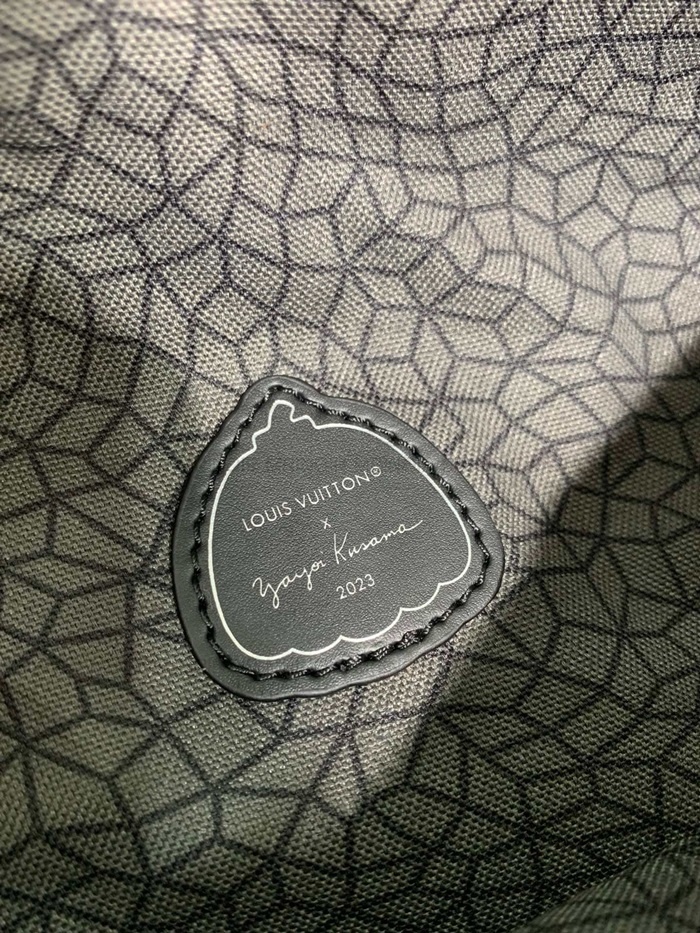 LOUIS VUITTON®
x
Yayoi Kusama
2023